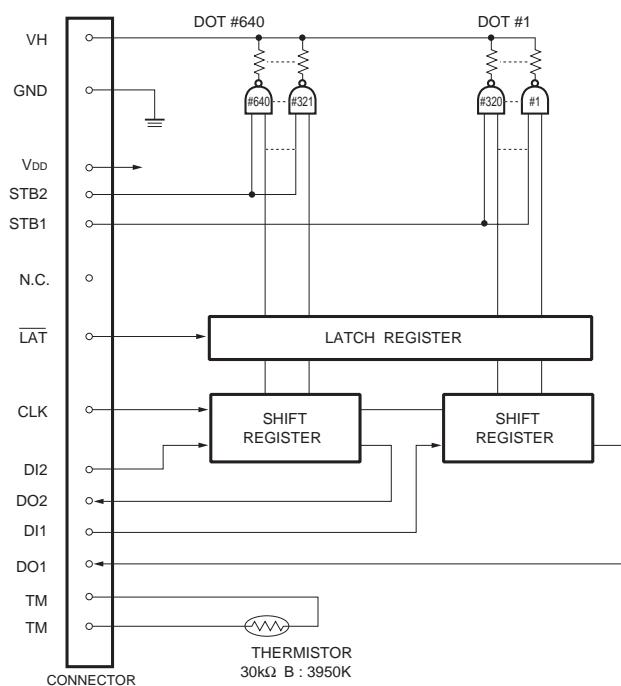 DOT #640
DOT #1
VH
#640
#321
#320
#1
GND
VDD
STB2
STB1
N.C.
LAT
LATCH REGISTER
CLK
SHIFT
REGISTER
SHIFT
REGISTER
DI2
DO2
DI1
DO1
TM
TM
THERMISTOR
30kΩ B : 3950K
CONNECTOR